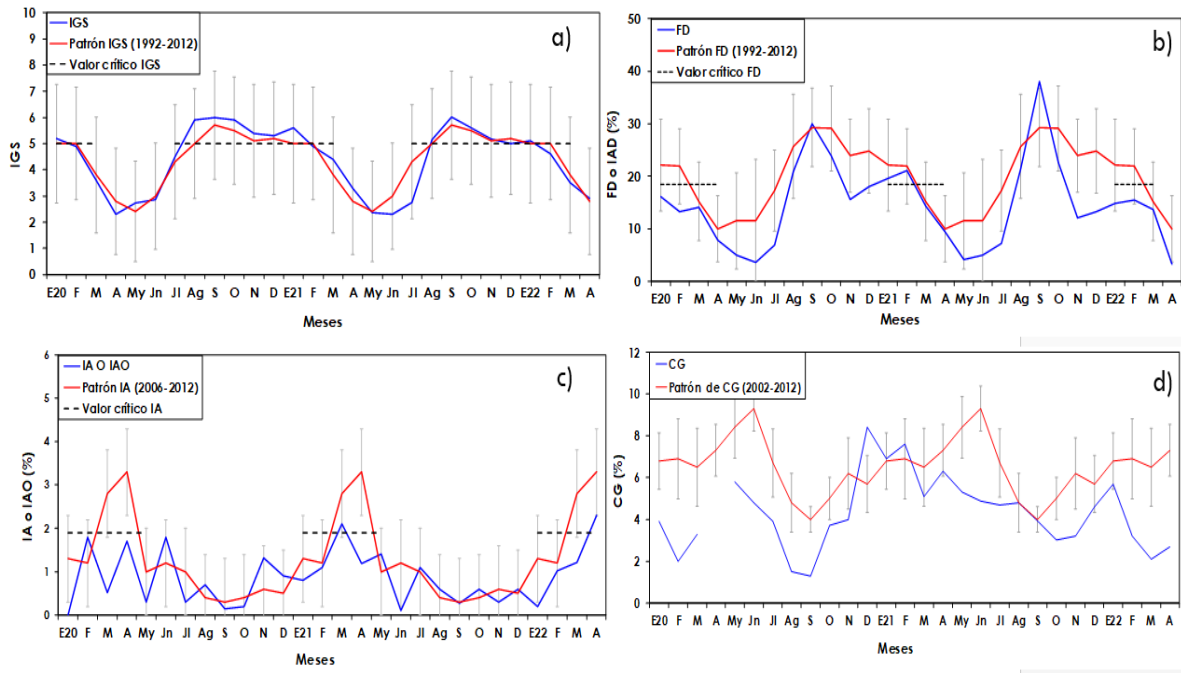 a)
IGS
Patrón IGS (1992-2012)
Valor crítico IGS
10
9
8
7
6
5
4
3
2
1
0
IGS
E20 F M A My Jn Jl Ag S O N D E21 F M A My Jn Jl Ag S O N D E22 F M A
Meses
b)
FD
Patrón FD (1992-2012)
Valor crítico FD
50
40
30
20
10
0
FD o IAD (%)
E20 F M A My Jn Jl Ag S O N D E21 F M A My Jn Jl Ag S O N D E22 F M A
Meses
c)
IA O IAO
Patrón IA (2006-2012)
Valor crítico IA
6
5
4
3
2
1
0
IA o IAO (%)
E20 F M A My Jn Jl Ag S O N D E21 F M A My Jn Jl Ag S O N D E22 F M A
Meses
d)
CG
Patrón de CG (2002-2012)
12
10
8
6
4
2
0
CG (%)
E20 F M A My Jn Jl Ag S O N D E21 F M A My Jn Jl Ag S O N D E22 F M A
Meses